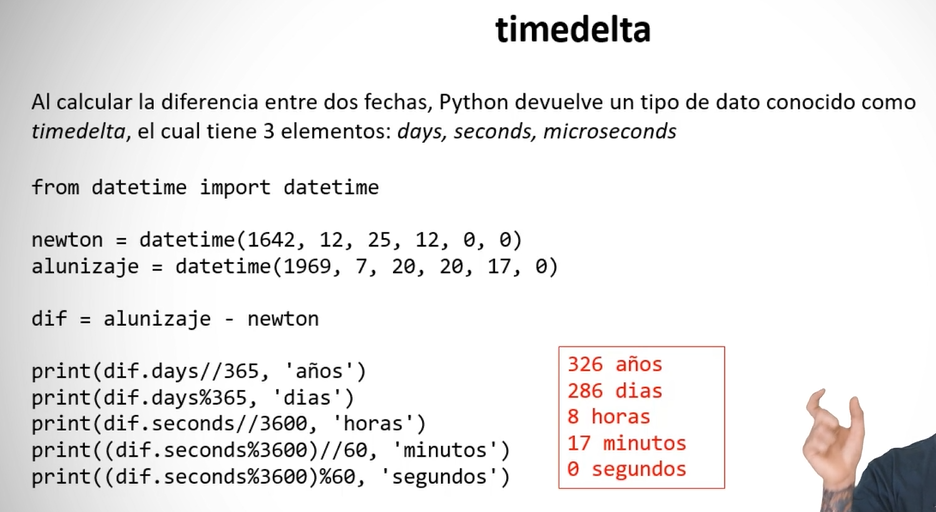 timedelta
Al calcular la diferencia entre dos fechas, Python devuelve un tipo de dato conocido como
timedelta, el cual tiene 3 elementos: days, seconds, microseconds
from datetime import datetime
newton = datetime(1642, 12, 25, 12, 0, 0)
alunizaje = datetime(1969, 7, 20, 20, 17, 0)
dif = alunizaje - newton
print(dif.days//365, 'años')
print(dif.days%365, 'dias')
print(dif.seconds//3600, 'horas')
print((dif.seconds%3600)//60, 'minutos')
print((dif.seconds%3600)%60, 'segundos')
326 años
286 dias
8 horas
17 minutos
0 segundos